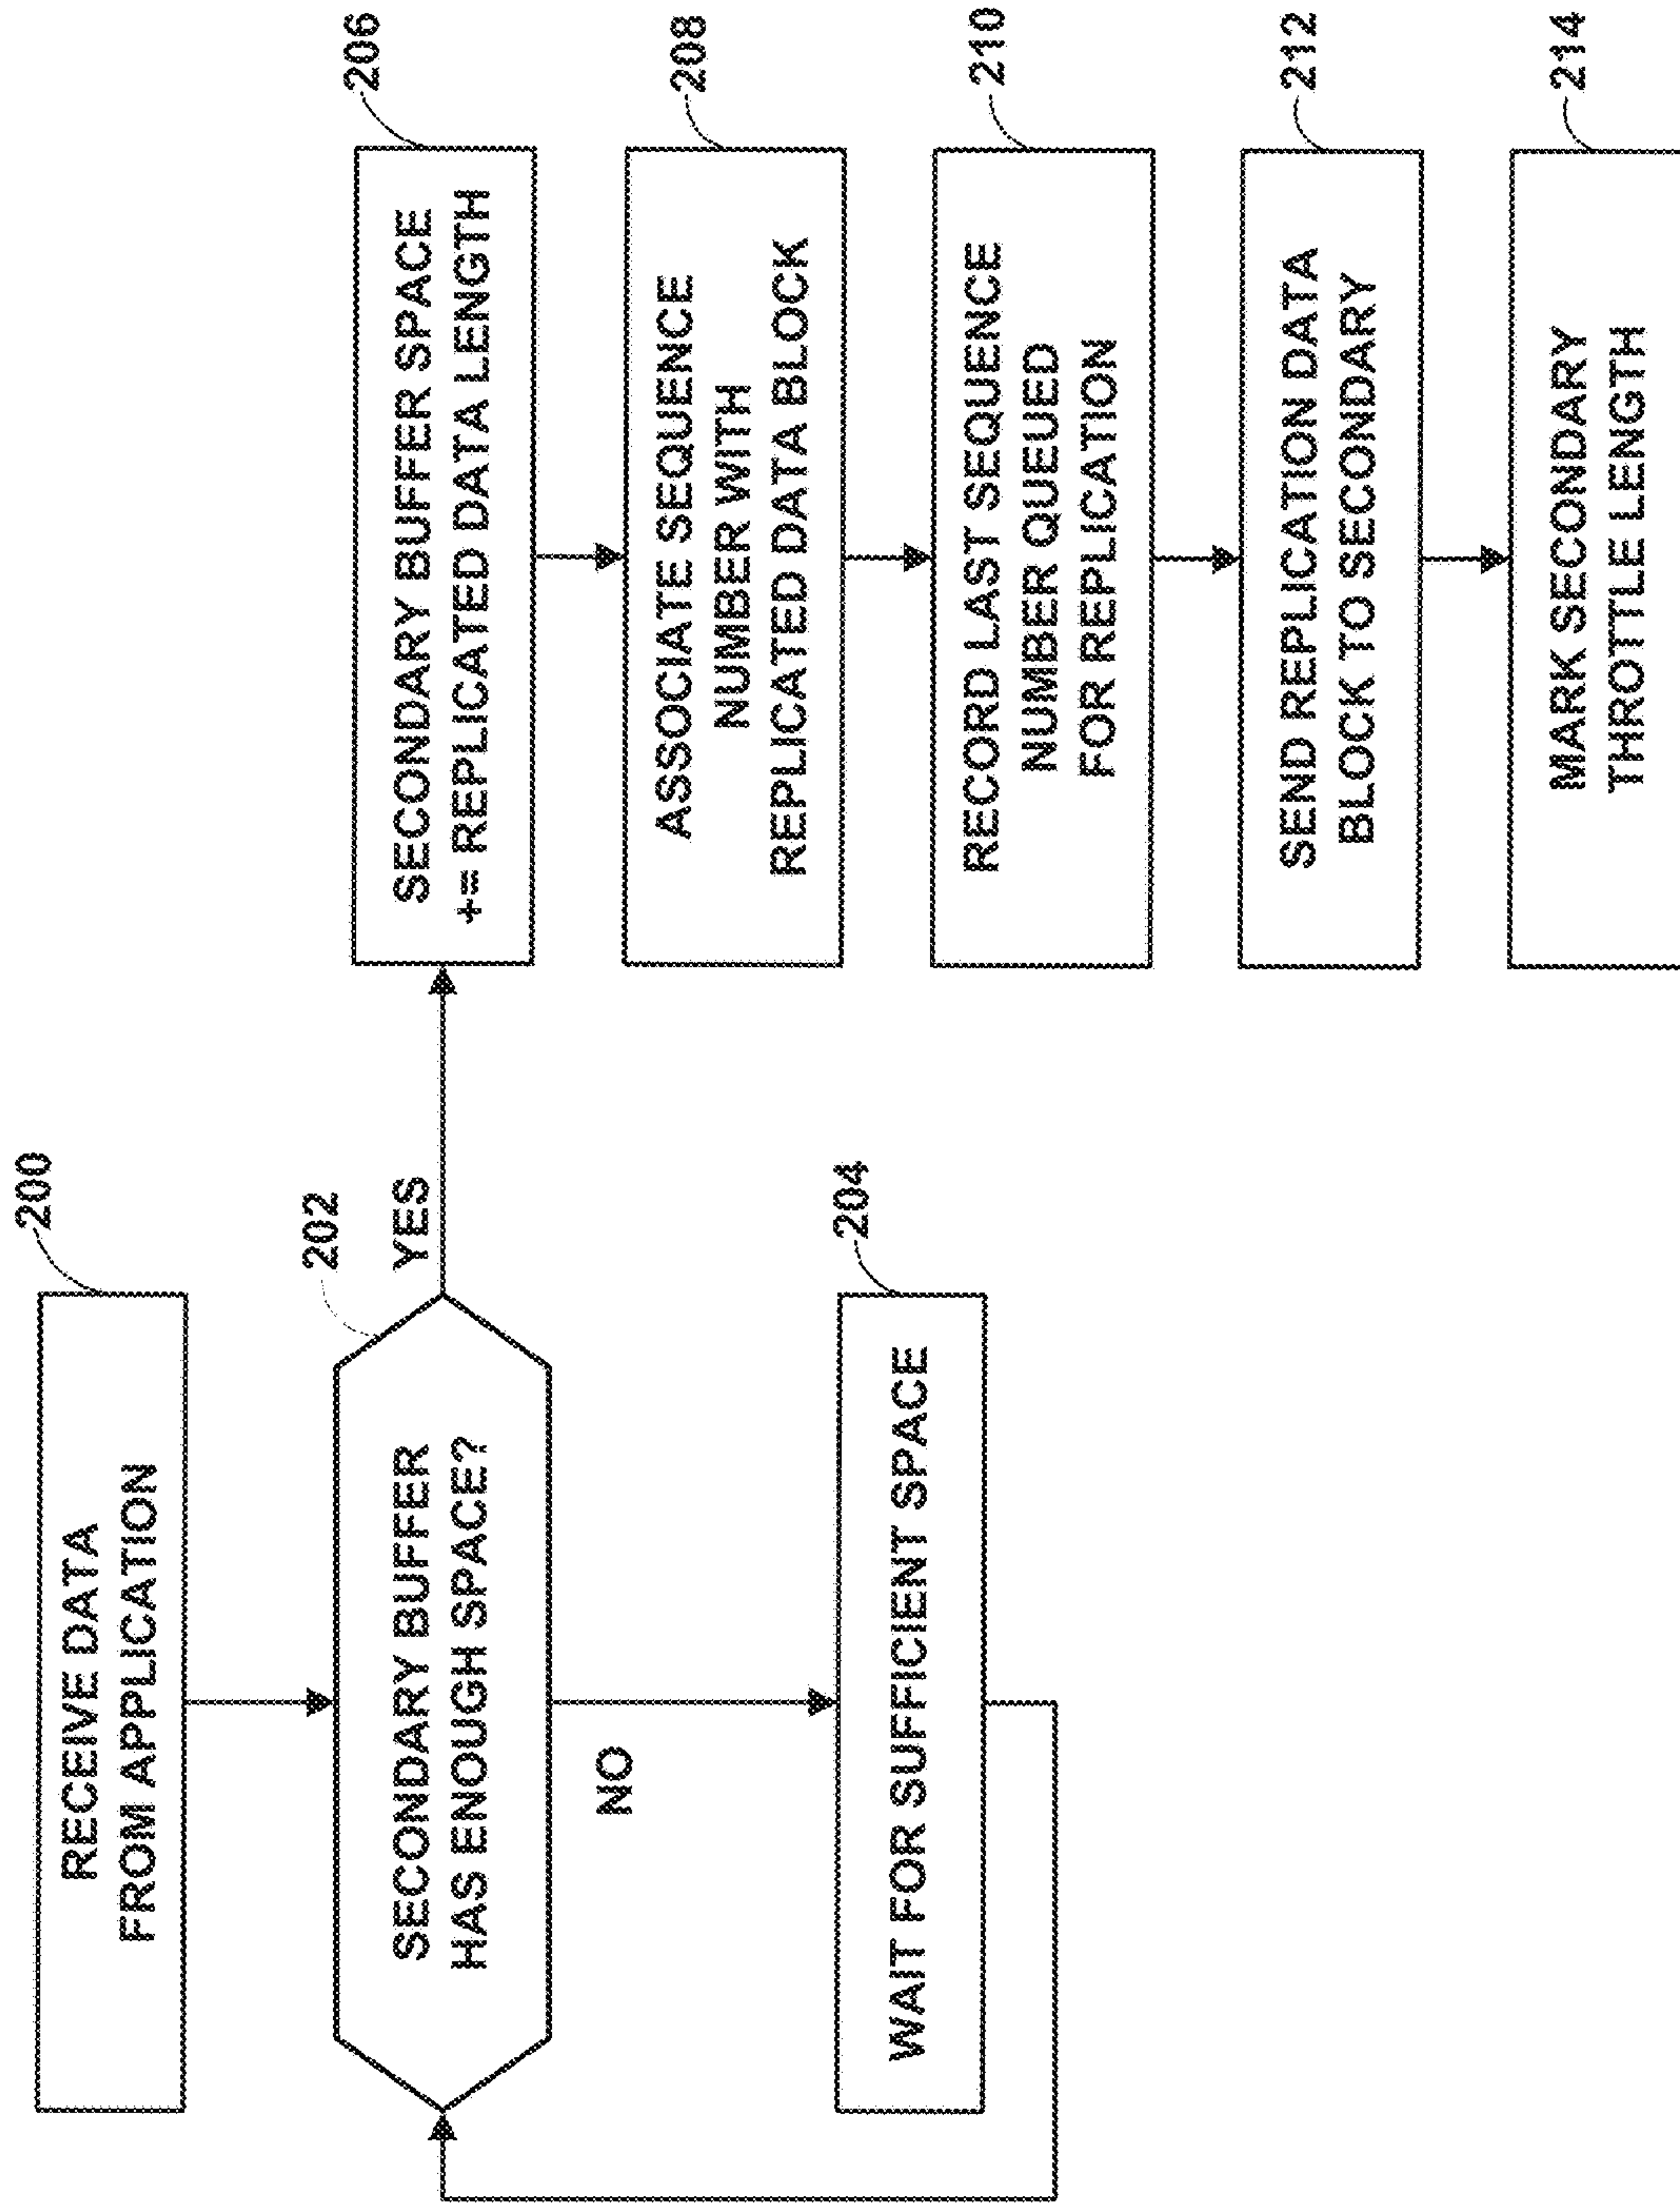 200
RECEIVE DATA
FROM APPLICATION
202
SECONDARY BUFFER
HAS ENOUGH SPACE?
YES
NO
204
WAIT FOR SUFFICIENT SPACE
206
SECONDARY BUFFER SPACE
+= REPLICATED DATA LENGTH
208
ASSOCIATE SEQUENCE
NUMBER WITH
REPLICATED DATA BLOCK
210
RECORD LAST SEQUENCE
NUMBER QUEUED
FOR REPLICATION
212
SEND REPLICATION DATA
BLOCK TO SECONDARY
214
MARK SECONDARY
THROTTLE LENGTH